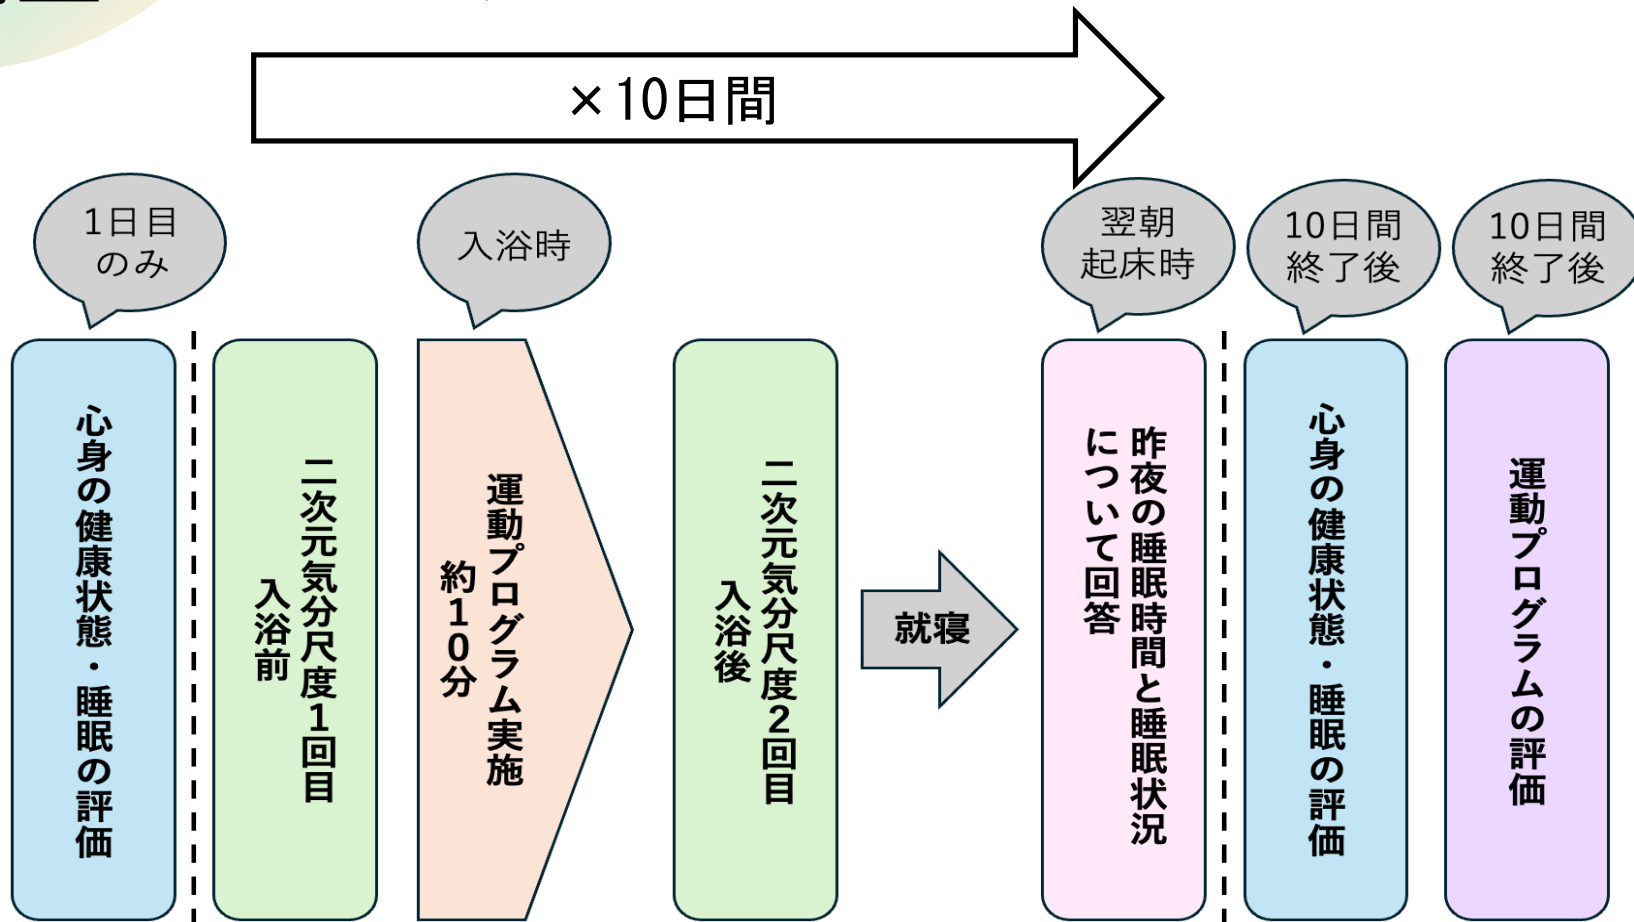 ×10日間
1日目
のみ
入浴時
翌朝
起床時
10日間
終了後
10日間
終了後
心身の健康状態・睡眠の評価
二次元気分尺度1回目
入浴前
運動プログラム実施
約10分
二次元気分尺度2回目
入浴後
就寝
昨夜の睡眠時間と睡眠状況
について回答
心身の健康状態・睡眠の評価
運動プログラムの評価